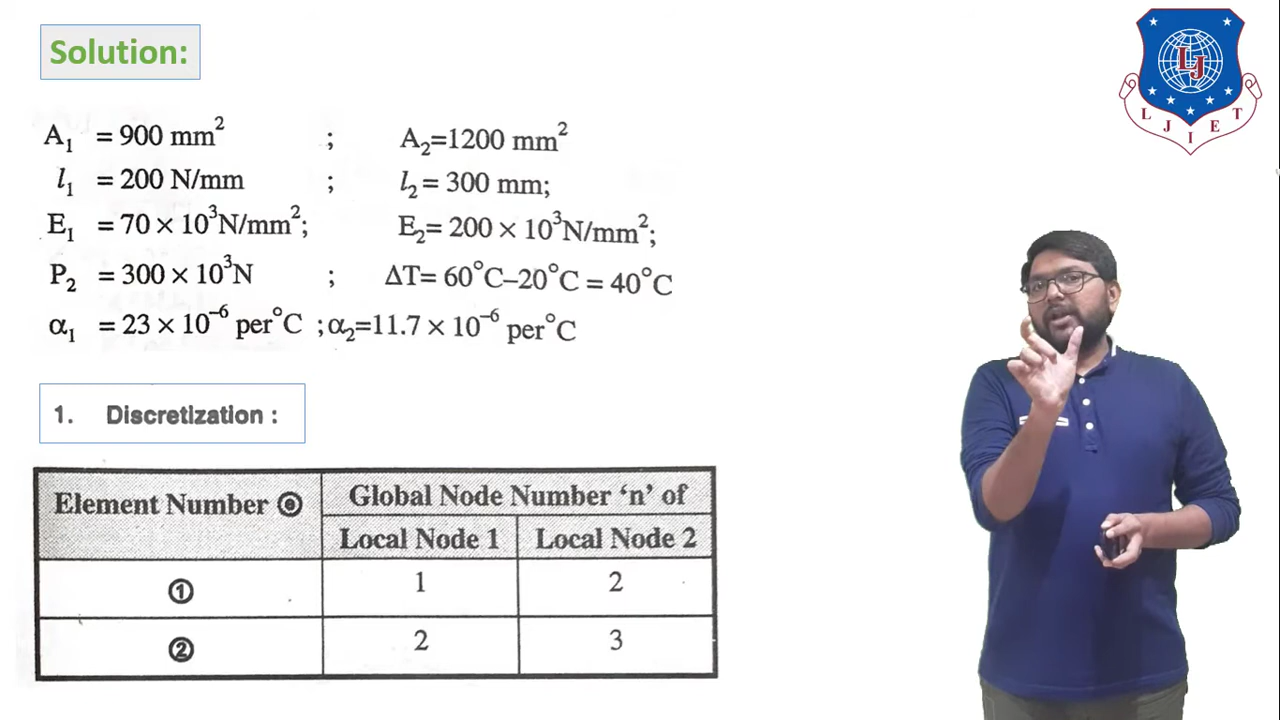 Solution:
A₁ = 900 mm² ; A₂=1200 mm²
l₁ = 200 N/mm ; l₂ = 300 mm;
E₁ = 70 × 10³N/mm²; E₂= 200 × 10³N/mm²;
P₂ = 300 × 10³N ; ΔT= 60°C–20°C = 40°C
α₁ = 23 × 10⁻⁶ per°C ; α₂=11.7 × 10⁻⁶ per°C
1. Discretization :
Element Number ⓔ Global Node Number ‘n’ of
Local Node 1 Local Node 2
① 1 2
② 2 3
LJ
L J I E T